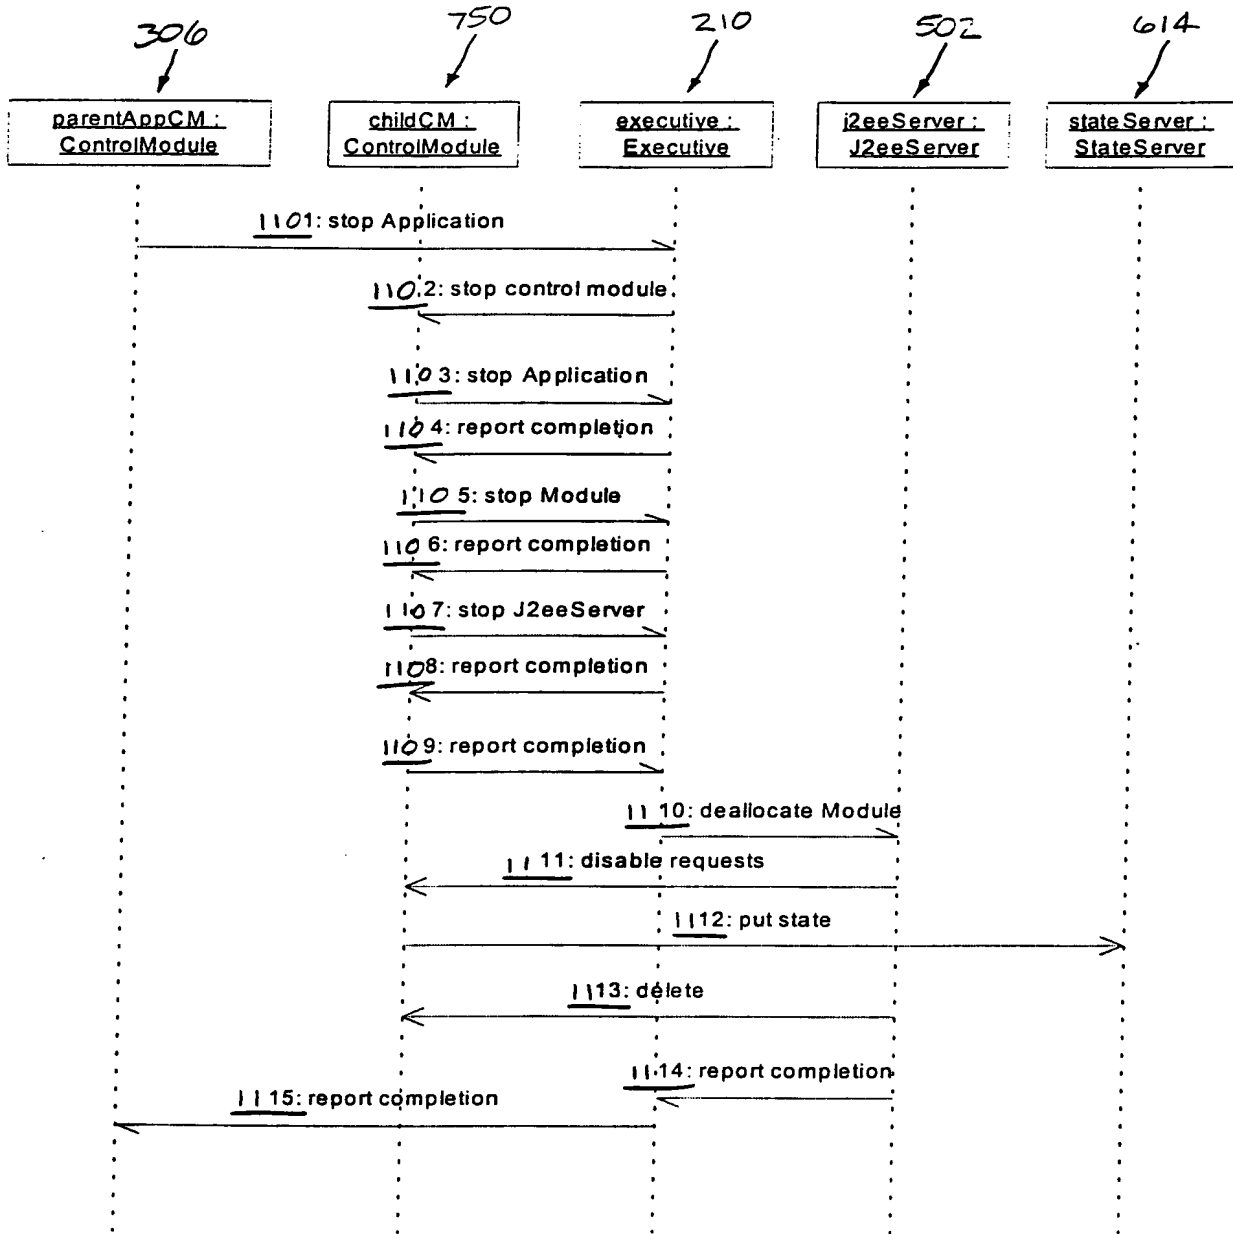 306
750
210
502
614
parentAppCM :
ControlModule
childCM :
ControlModule
executive :
Executive
j2eeServer :
J2eeServer
stateServer :
StateServer
1101: stop Application
1102: stop control module
1103: stop Application
1104: report completion
1105: stop Module
1106: report completion
1107: stop J2eeServer
1108: report completion
1109: report completion
1110: deallocate Module
1111: disable requests
1112: put state
1113: delete
1114: report completion
1115: report completion